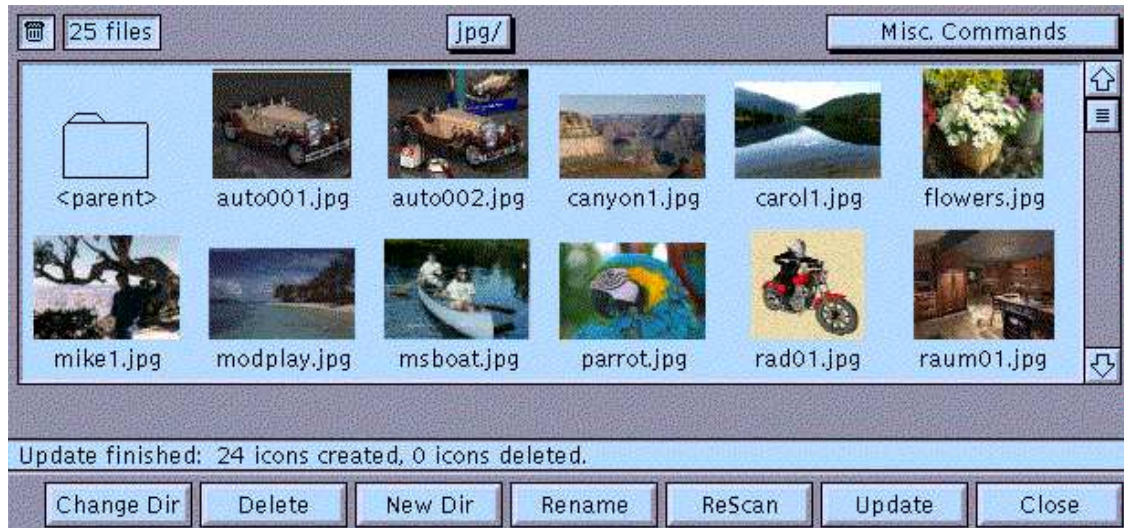 25 files jpg/ Misc. Commands
<parent> auto001.jpg auto002.jpg canyon1.jpg carol1.jpg flowers.jpg
mike1.jpg modplay.jpg msboat.jpg parrot.jpg rad01.jpg raum01.jpg
Update finished: 24 icons created, 0 icons deleted.
Change Dir Delete New Dir Rename ReScan Update Close